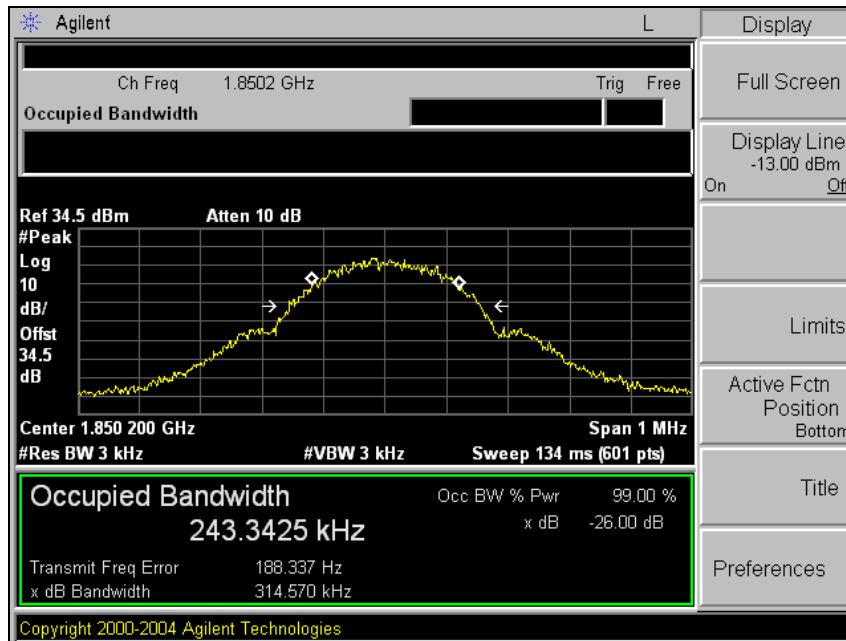 Agilent L Display
Ch Freq 1.8502 GHz Trig Free
Occupied Bandwidth
Full Screen
Display Line
-13.00 dBm
On Off
Ref 34.5 dBm Atten 10 dB
#Peak
Log
10
dB/
Offst
34.5
dB
Limits
Active Fctn
Position
Bottom
Center 1.850 200 GHz Span 1 MHz
#Res BW 3 kHz #VBW 3 kHz Sweep 134 ms (601 pts)
Occupied Bandwidth
243.3425 kHz
Occ BW % Pwr 99.00 %
x dB -26.00 dB
Transmit Freq Error 188.337 Hz
x dB Bandwidth 314.570 kHz
Title
Preferences
Copyright 2000-2004 Agilent Technologies